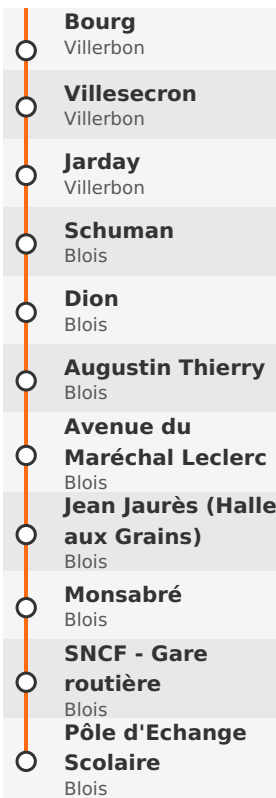 Bourg
Villerbon
Villesecron
Villerbon
Jarday
Villerbon
Schuman
Blois
Dion
Blois
Augustin Thierry
Blois
Avenue du
Maréchal Leclerc
Blois
Jean Jaurès (Halle
aux Grains)
Blois
Monsabré
Blois
SNCF - Gare
routière
Blois
Pôle d'Echange
Scolaire
Blois